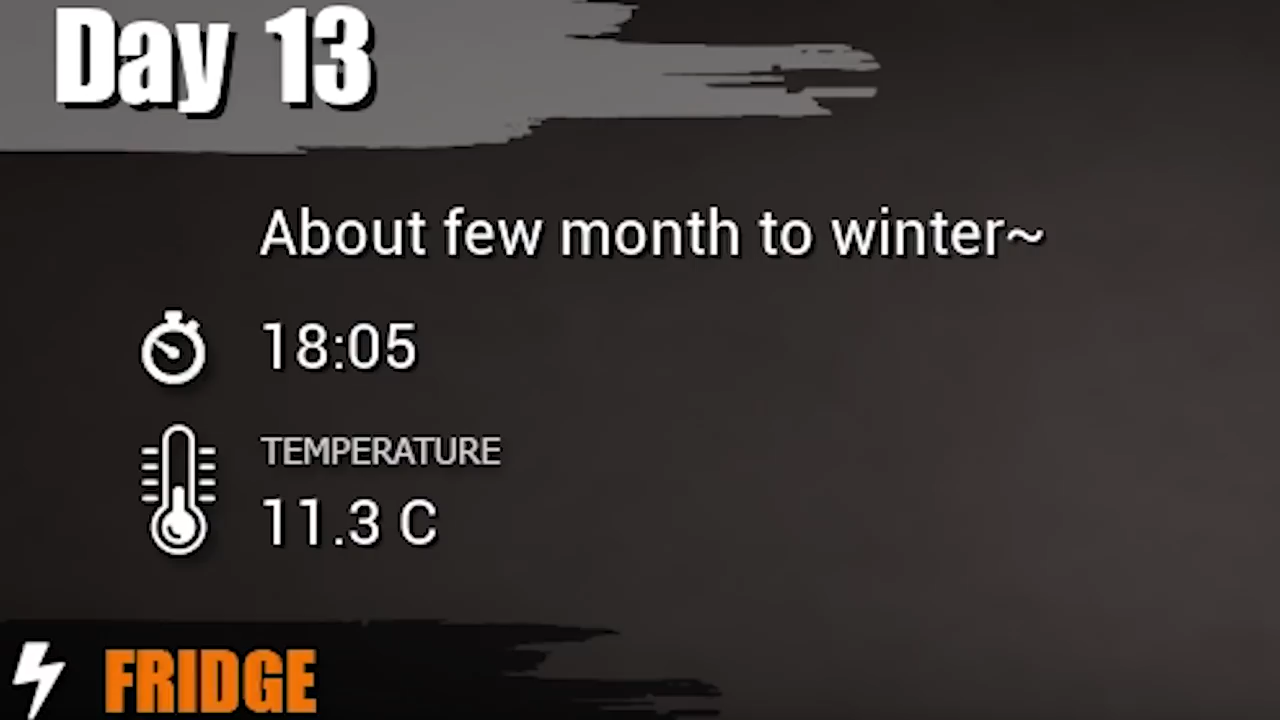 Day 13
About few month to winter~
18:05
TEMPERATURE
11.3 C
FRIDGE